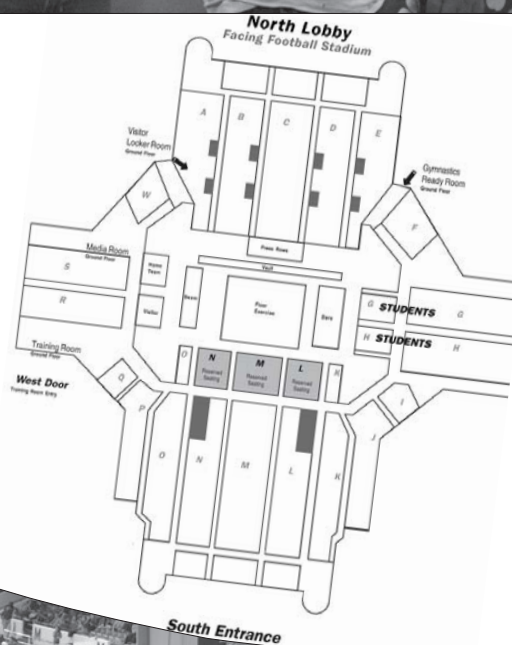 North Lobby
Facing Football Stadium
A
B
C
D
E
Visitor
Locker Room
Ground Floor
Gymnastics
Ready Room
Ground Floor
W
F
Press Rows
Vault
Media Room
Ground Floor
S
Home
Team
Beam
Floor
Exercise
Bars
G
STUDENTS
G
R
Visitor
H
STUDENTS
H
Training Room
Ground Floor
O
N
Reserved
Seating
M
Reserved
Seating
L
Reserved
Seating
West Door
Training Room Entry
Q
P
I
J
O
N
M
L
K
South Entrance